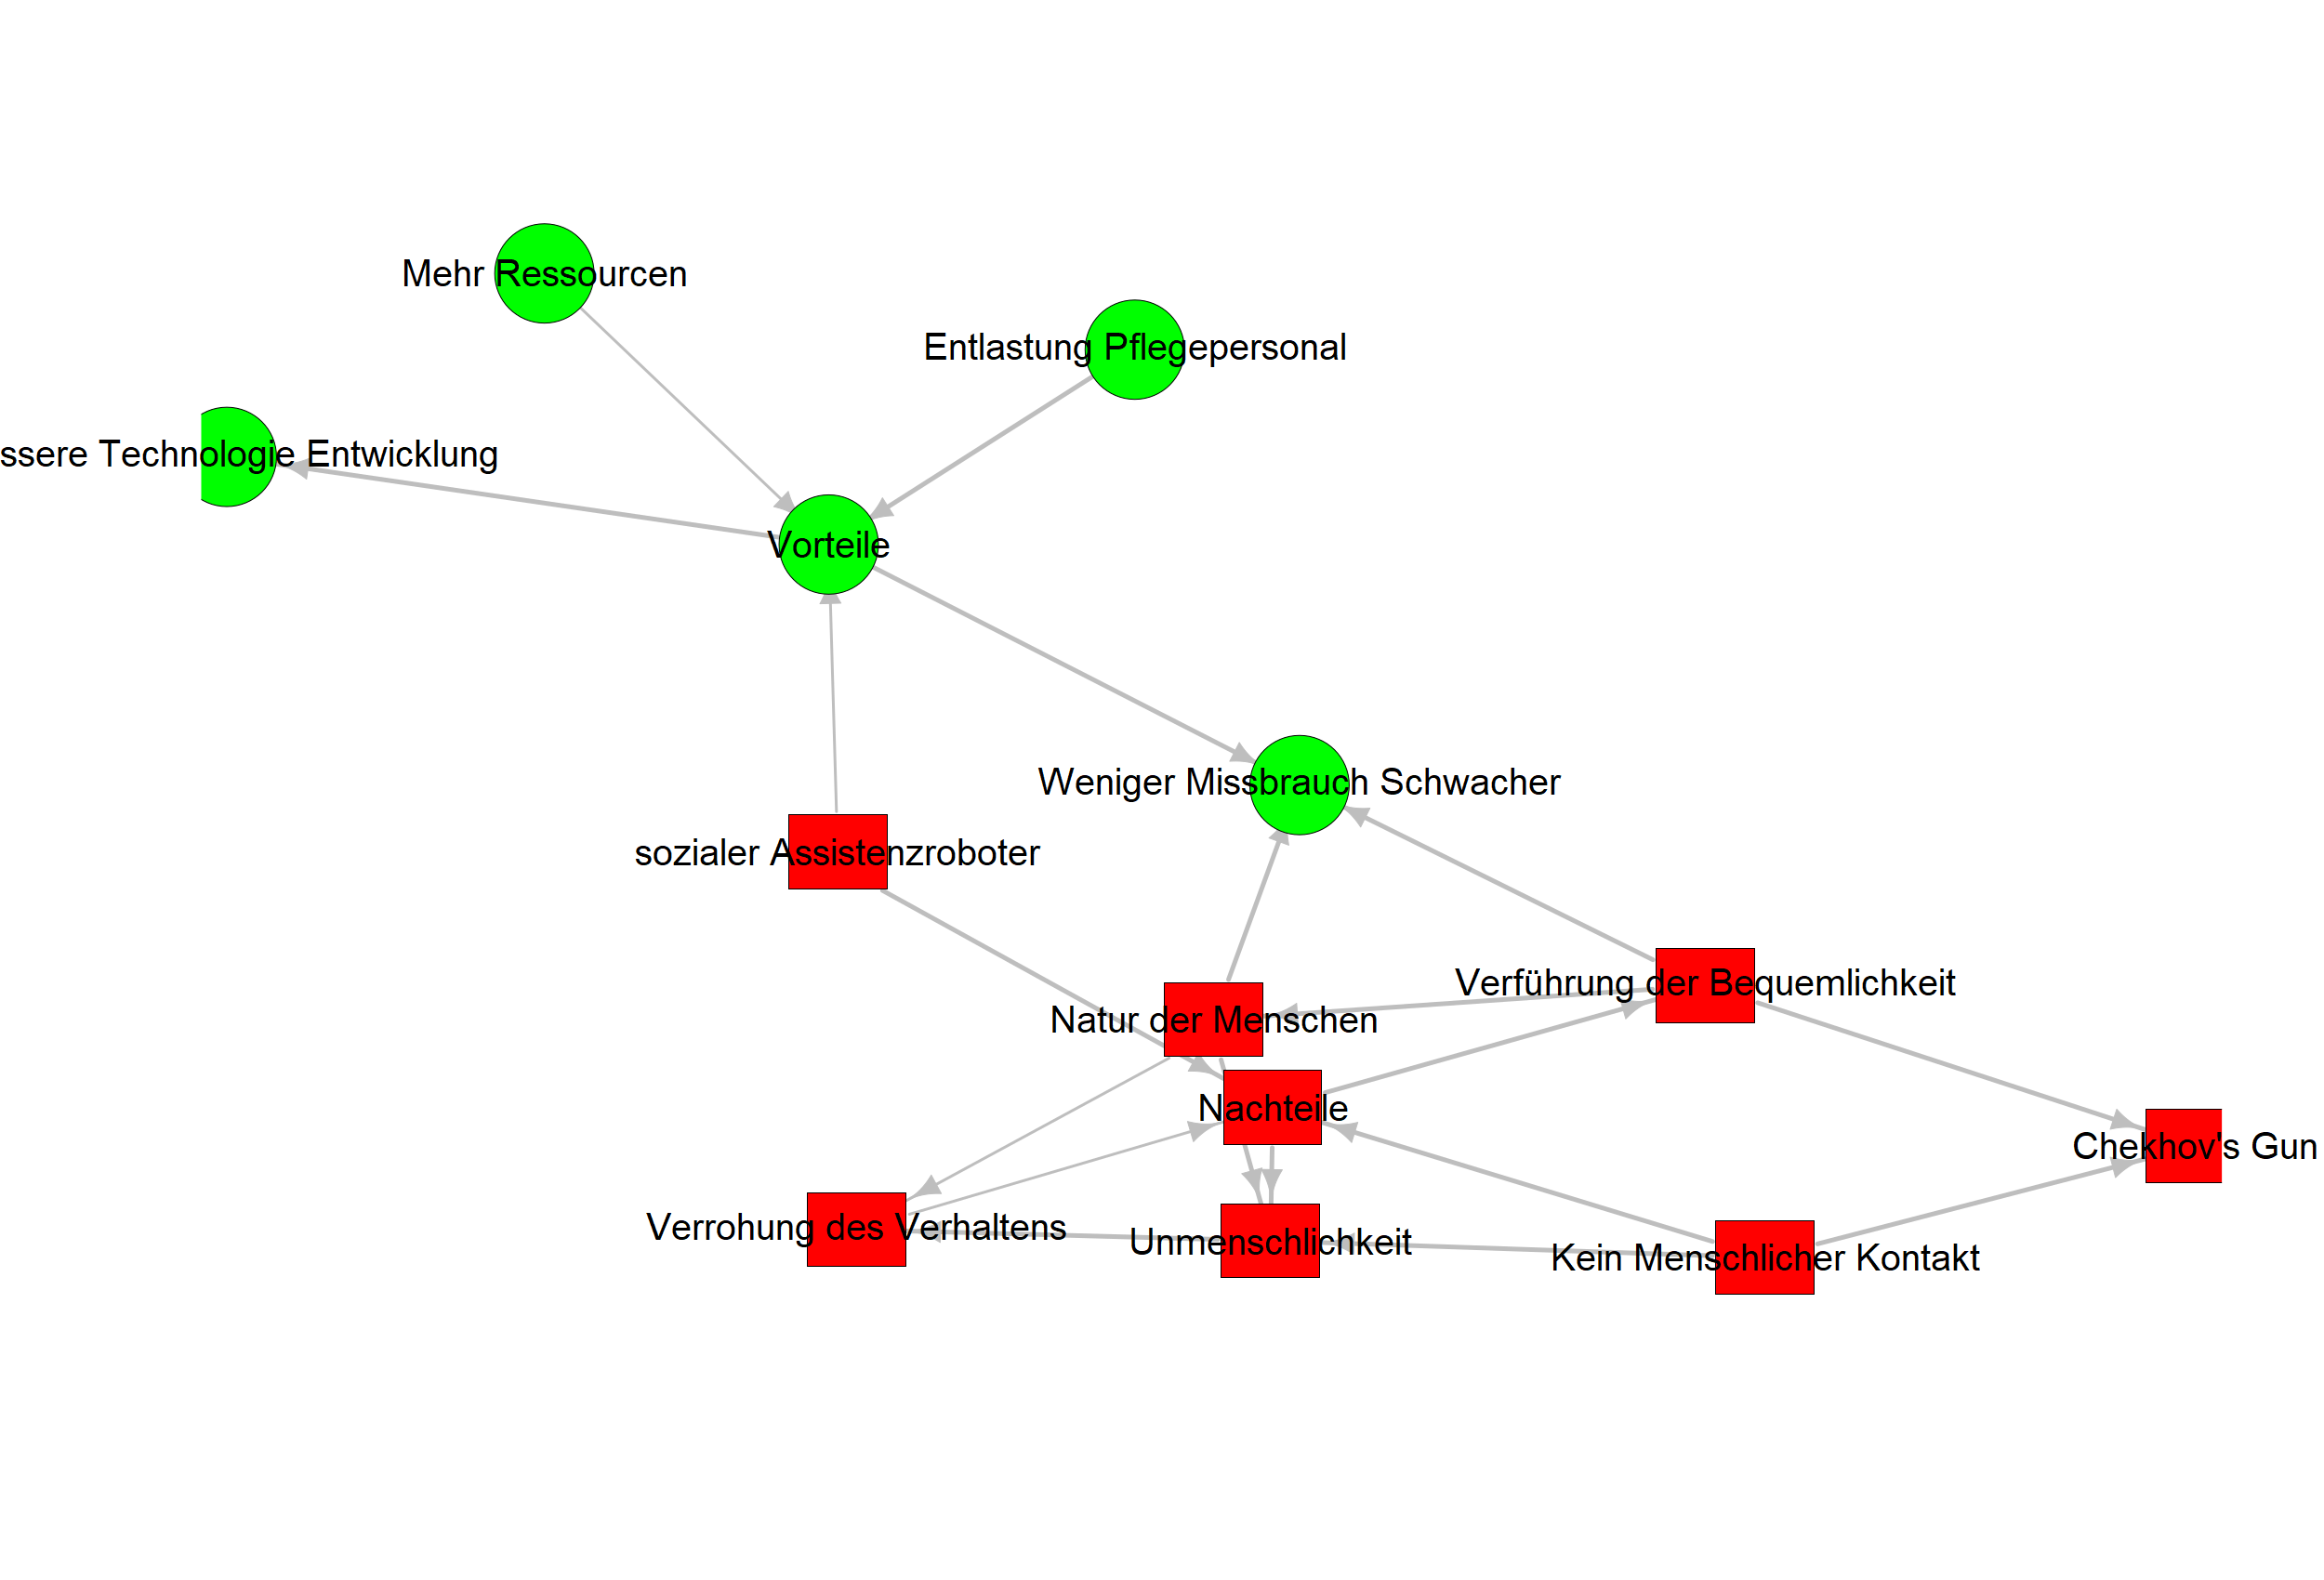 Mehr Ressourcen
Entlastung Pflegepersonal
ssere Technologie Entwicklung
Vorteile
Weniger Missbrauch Schwacher
sozialer Assistenzroboter
Verführung der Bequemlichkeit
Natur der Menschen
Nachteile
Chekhov's Gun
Verrohung des Verhaltens
Unmenschlichkeit
Kein Menschlicher Kontakt